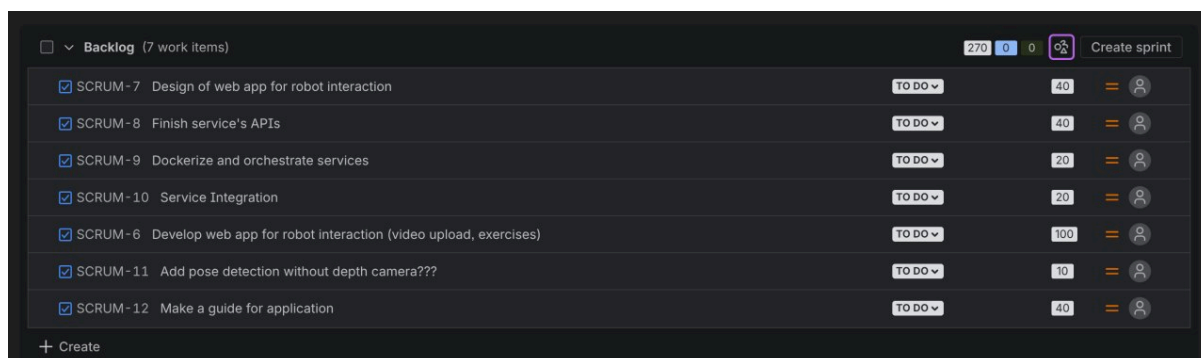 Backlog (7 work items) 270 0 0 Create sprint
SCRUM-7 Design of web app for robot interaction TO DO 40
SCRUM-8 Finish service's APIs TO DO 40
SCRUM-9 Dockerize and orchestrate services TO DO 20
SCRUM-10 Service Integration TO DO 20
SCRUM-6 Develop web app for robot interaction (video upload, exercises) TO DO 100
SCRUM-11 Add pose detection without depth camera??? TO DO 10
SCRUM-12 Make a guide for application TO DO 40
+ Create